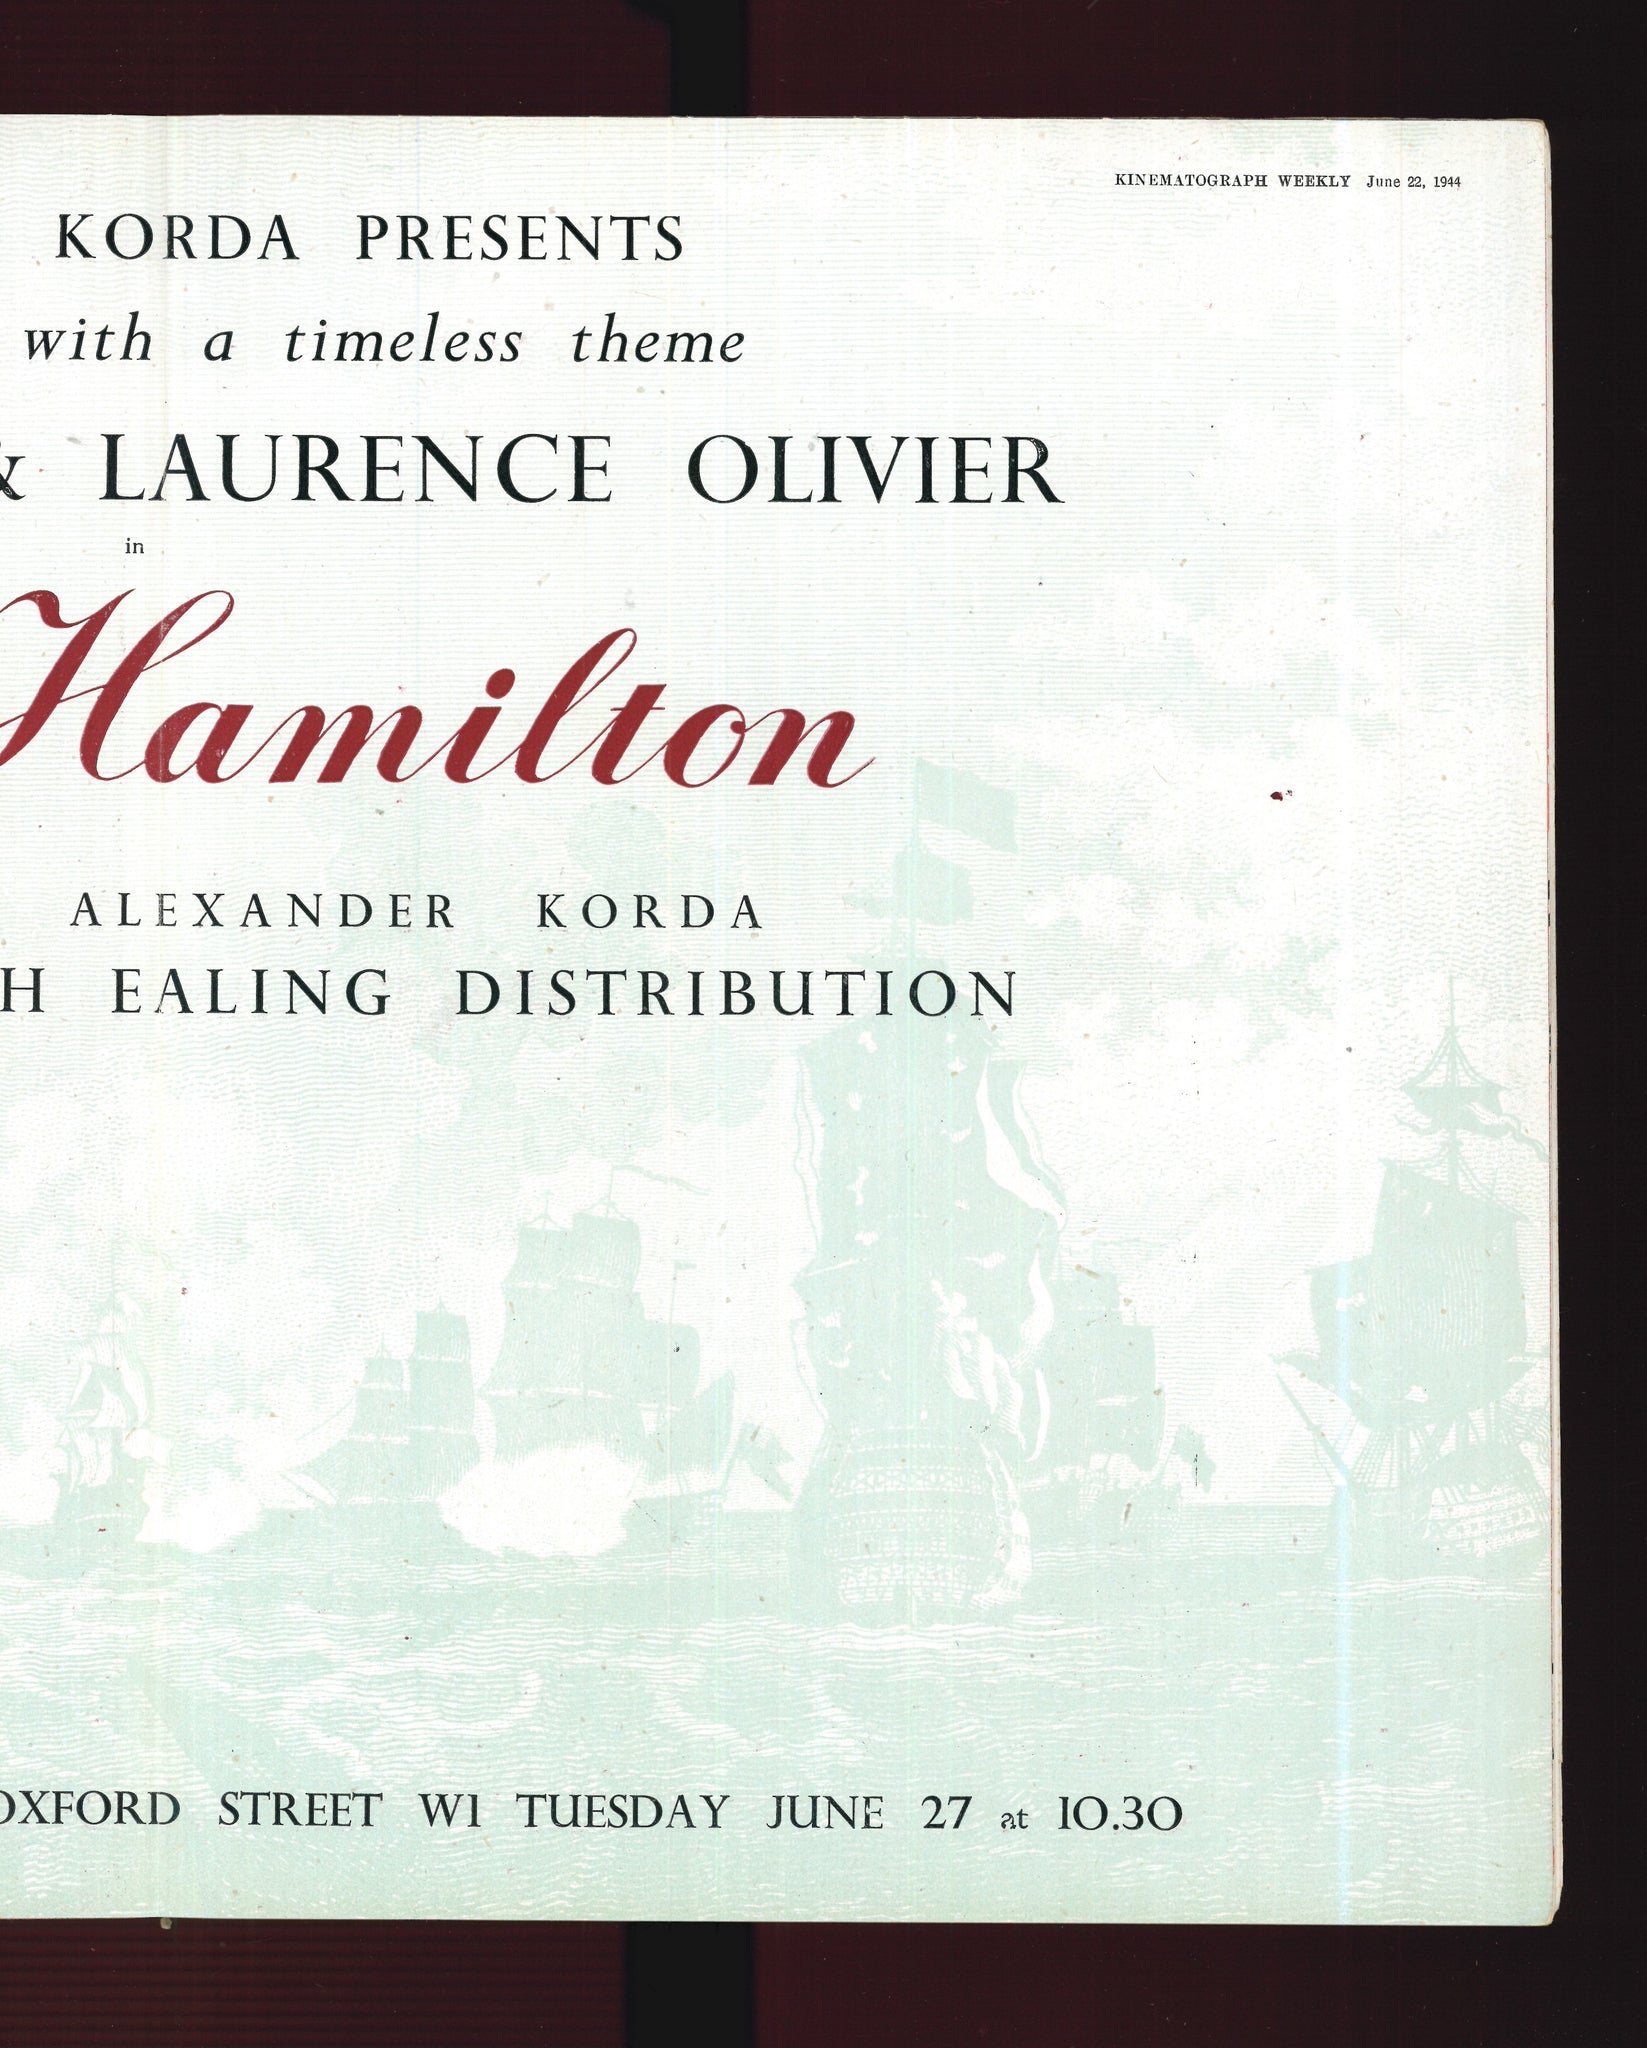 KINEMATOGRAPH WEEKLY June 22, 1944
KORDA PRESENTS
with a timeless theme
& LAURENCE OLIVIER
in
Hamilton
ALEXANDER KORDA
H EALING DISTRIBUTION
OXFORD STREET W1 TUESDAY JUNE 27 at 10.30